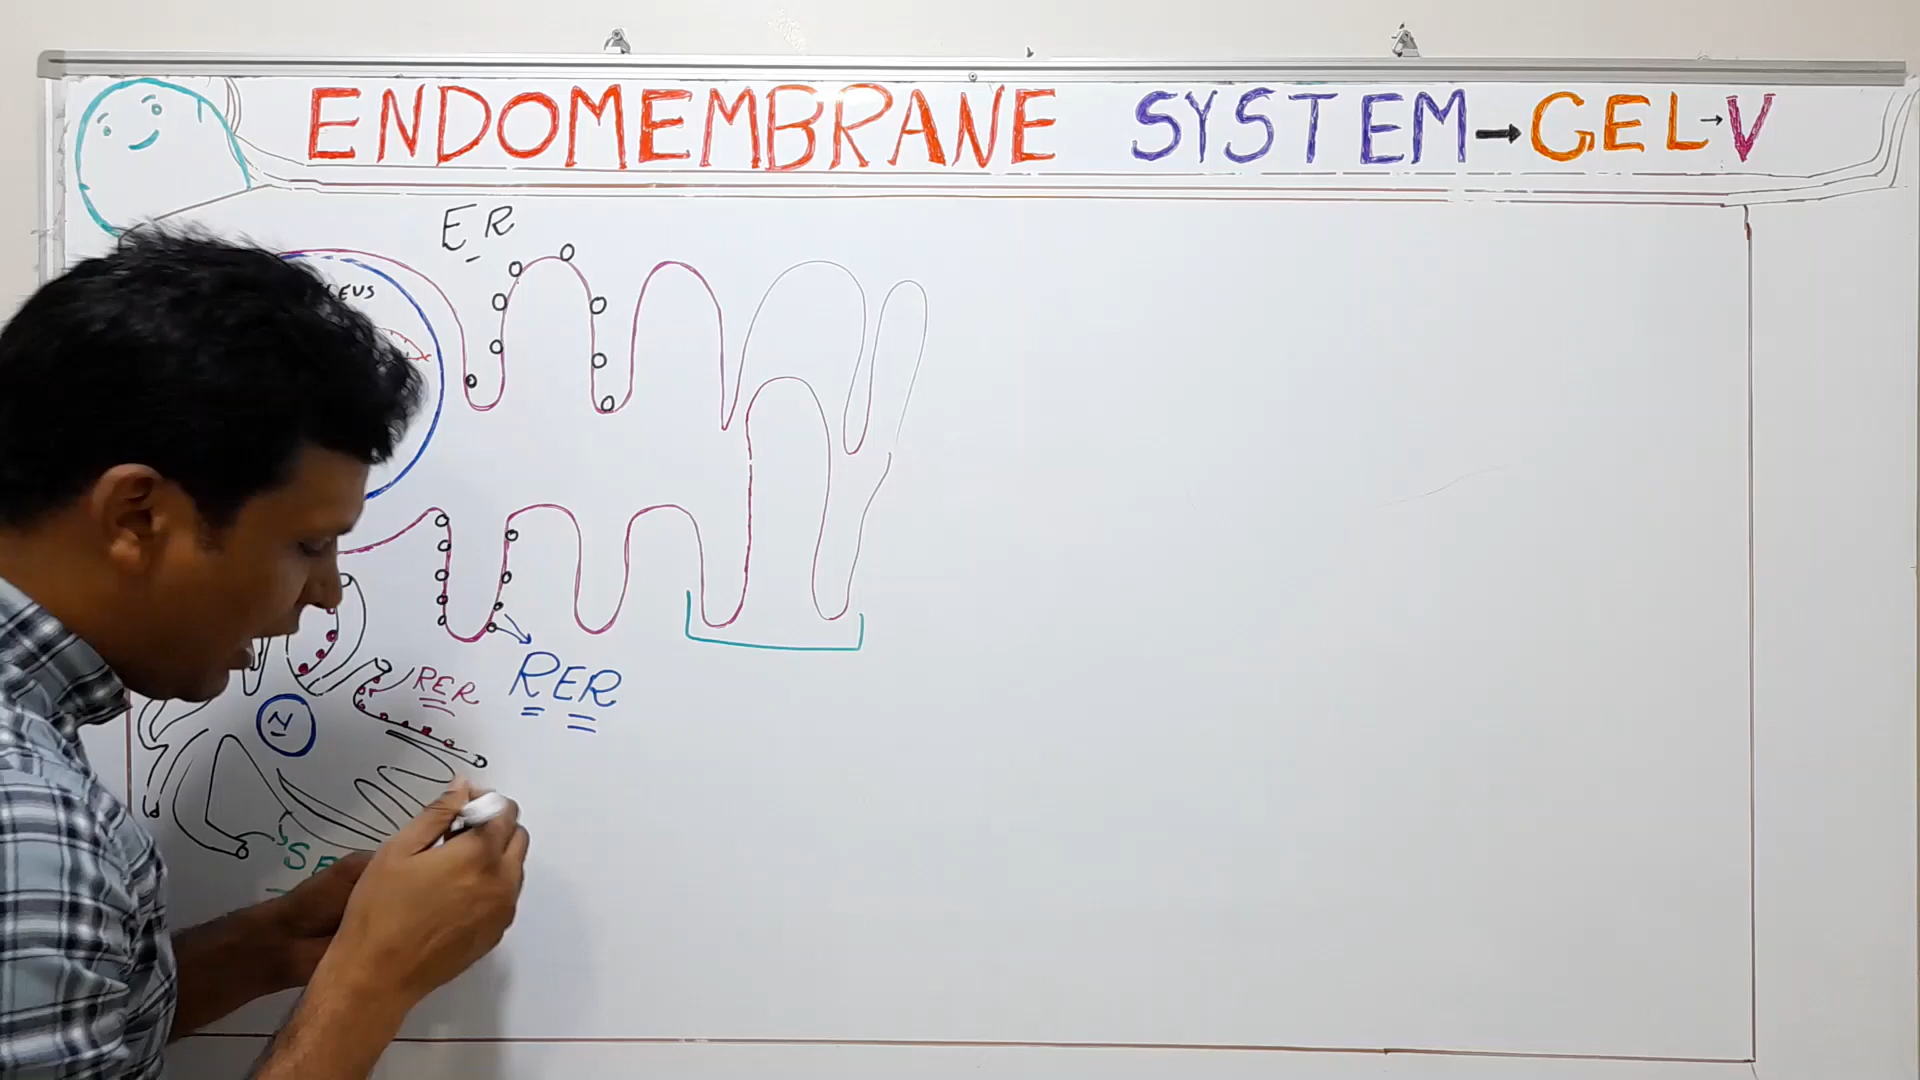 ENDOMEMBRANE SYSTEM → GEL → V
ER
RER
RER
N